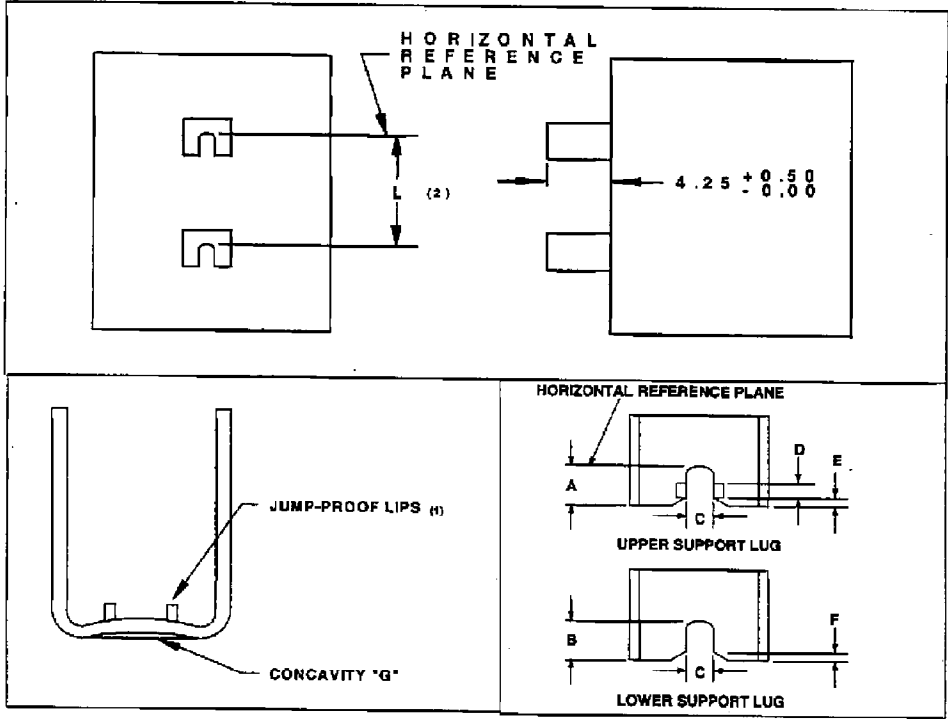 HORIZONTAL
REFERENCE
PLANE
L (2)
4.25 +0.50
- 0.00
JUMP-PROOF LIPS (1)
CONCAVITY "G"
HORIZONTAL REFERENCE PLANE
A
D
E
C
UPPER SUPPORT LUG
B
F
C
LOWER SUPPORT LUG